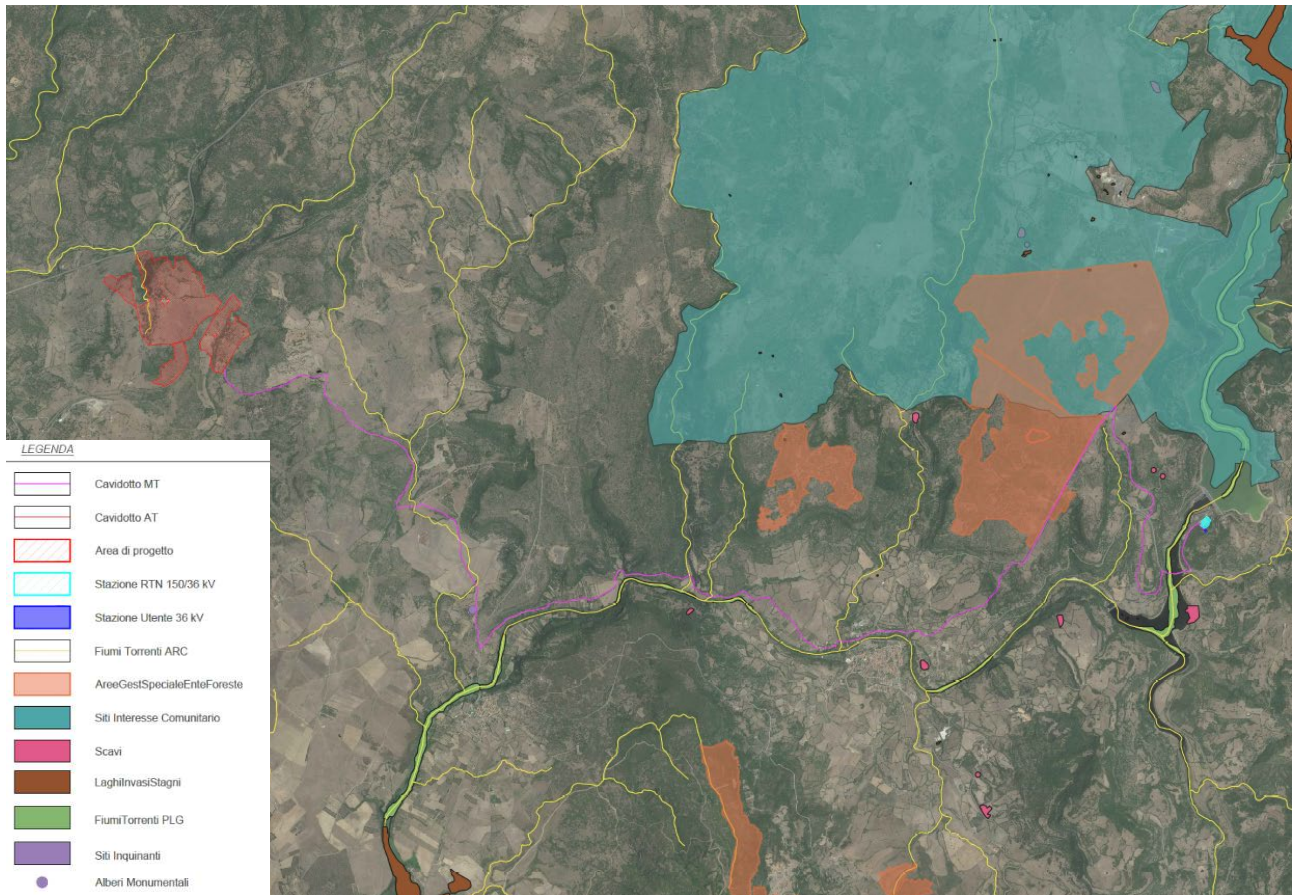 LEGENDA
Cavidotto MT
Cavidotto AT
Area di progetto
Stazione RTN 150/36 kV
Stazione Utente 36 kV
Fiumi Torrenti ARC
AreeGestSpecialeEnteForeste
Siti Interesse Comunitario
Scavi
LaghiInvasiStagni
FiumiTorrenti PLG
Siti Inquinanti
Alberi Monumentali